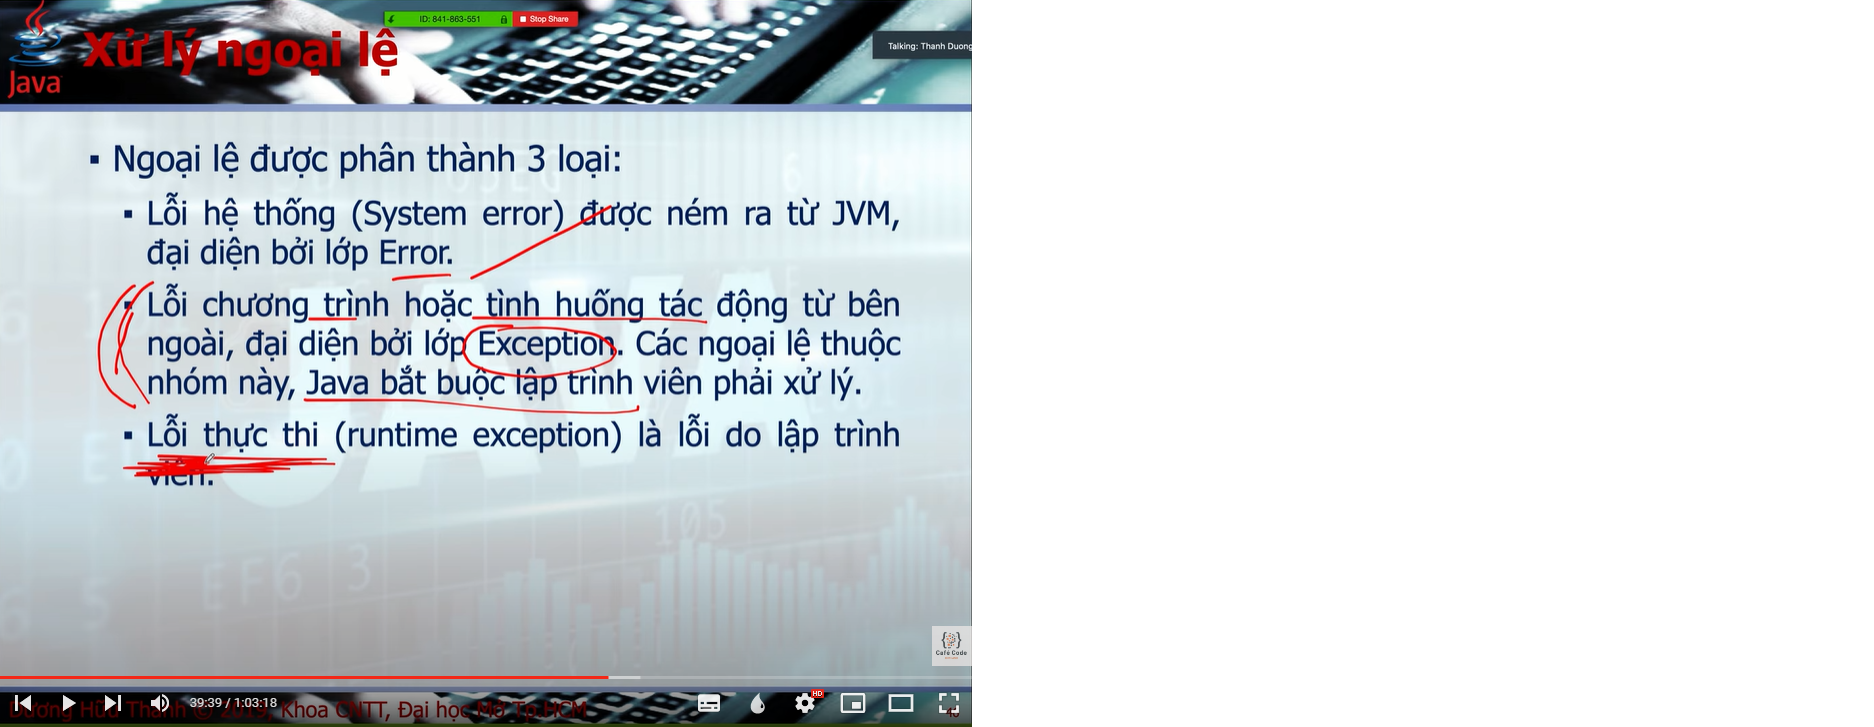 ID: 841-863-551
Stop Share
Talking: Thanh Duong
Java
Xử lý ngoại lệ
Ngoại lệ được phân thành 3 loại:
Lỗi hệ thống (System error) được ném ra từ JVM,
đại diện bởi lớp Error.
Lỗi chương trình hoặc tình huống tác động từ bên
ngoài, đại diện bởi lớp Exception. Các ngoại lệ thuộc
nhóm này, Java bắt buộc lập trình viên phải xử lý.
Lỗi thực thi (runtime exception) là lỗi do lập trình
viên.
105
EF6 3
Café Code
39:39 / 1:03:18
HD
Dương Hữu Thành © 2019, Khoa CNTT, Đại học Mở Tp.HCM